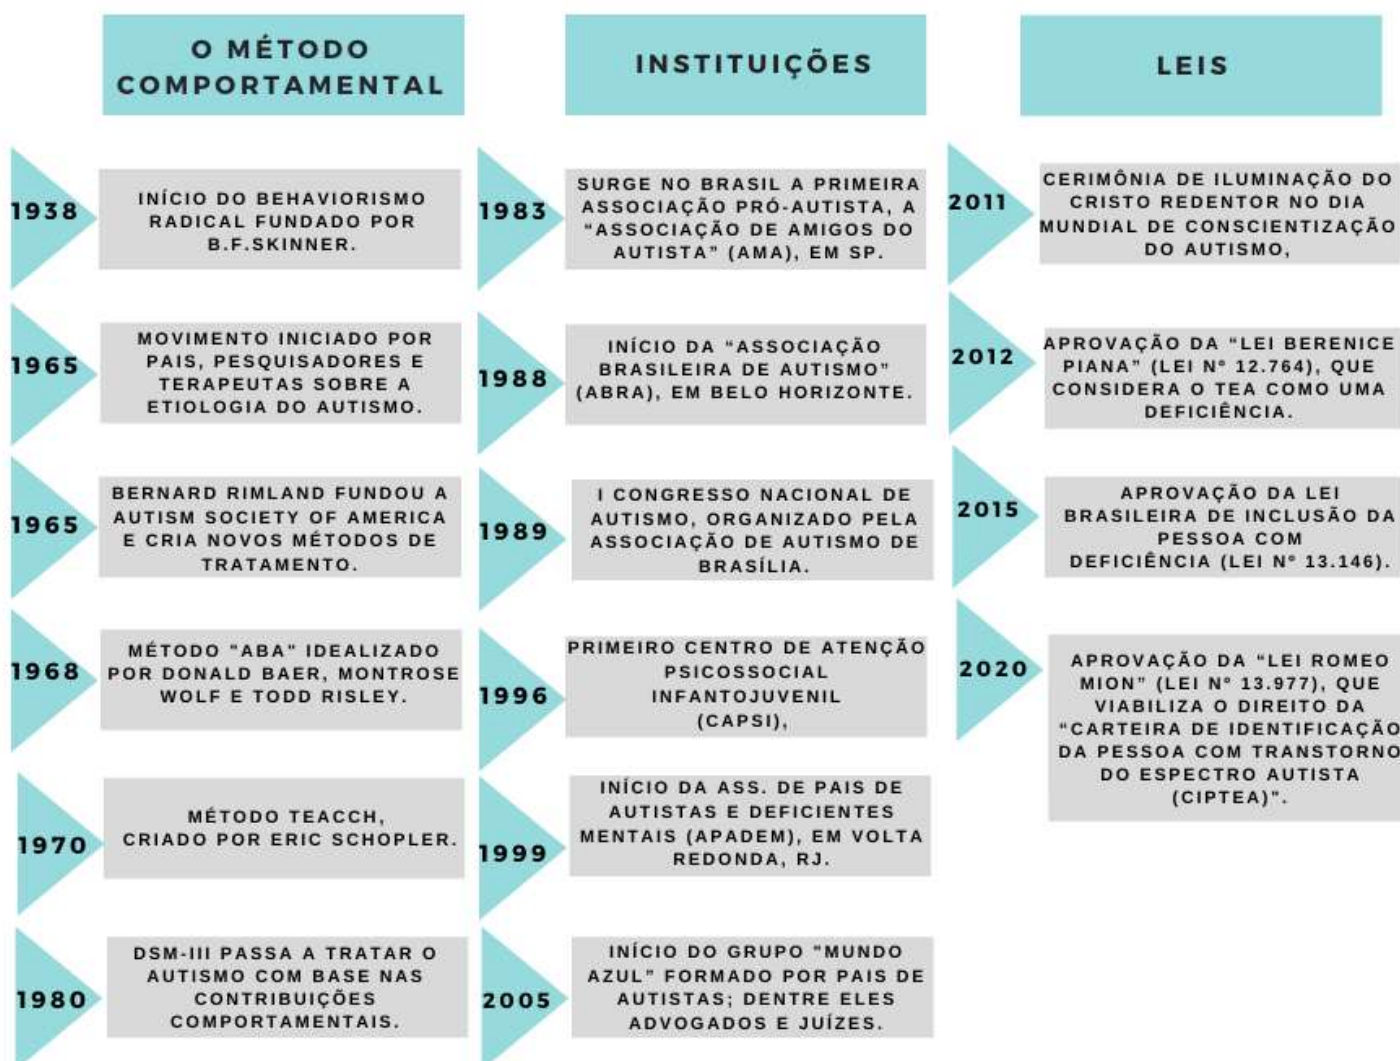 O MÉTODO
COMPORTAMENTAL
1938
INÍCIO DO BEHAVIORISMO
RADICAL FUNDADO POR
B.F.SKINNER.
1965
MOVIMENTO INICIADO POR
PAIS, PESQUISADORES E
TERAPEUTAS SOBRE A
ETIOLOGIA DO AUTISMO.
1965
BERNARD RIMLAND FUNDOU A
AUTISM SOCIETY OF AMERICA
E CRIA NOVOS MÉTODOS DE
TRATAMENTO.
1968
MÉTODO "ABA" IDEALIZADO
POR DONALD BAER, MONTROSE
WOLF E TODD RISLEY.
1970
MÉTODO TEACCH,
CRIADO POR ERIC SCHOPLER.
1980
DSM-III PASSA A TRATAR O
AUTISMO COM BASE NAS
CONTRIBUIÇÕES
COMPORTAMENTAIS.
INSTITUIÇÕES
1983
SURGE NO BRASIL A PRIMEIRA
ASSOCIAÇÃO PRÓ-AUTISTA, A
“ASSOCIAÇÃO DE AMIGOS DO
AUTISTA” (AMA), EM SP.
1988
INÍCIO DA “ASSOCIAÇÃO
BRASILEIRA DE AUTISMO”
(ABRA), EM BELO HORIZONTE.
1989
I CONGRESSO NACIONAL DE
AUTISMO, ORGANIZADO PELA
ASSOCIAÇÃO DE AUTISMO DE
BRASÍLIA.
1996
PRIMEIRO CENTRO DE ATENÇÃO
PSICOSSOCIAL
INFANTOJUVENIL
(CAPSI),
1999
INÍCIO DA ASS. DE PAIS DE
AUTISTAS E DEFICIENTES
MENTAIS (APADEM), EM VOLTA
REDONDA, RJ.
2005
INÍCIO DO GRUPO "MUNDO
AZUL” FORMADO POR PAIS DE
AUTISTAS; DENTRE ELES
ADVOGADOS E JUÍZES.
LEIS
2011
CERIMÔNIA DE ILUMINAÇÃO DO
CRISTO REDENTOR NO DIA
MUNDIAL DE CONSCIENTIZAÇÃO
DO AUTISMO,
2012
APROVAÇÃO DA “LEI BERENICE
PIANA” (LEI Nº 12.764), QUE
CONSIDERA O TEA COMO UMA
DEFICIÊNCIA.
2015
APROVAÇÃO DA LEI
BRASILEIRA DE INCLUSÃO DA
PESSOA COM
DEFICIÊNCIA (LEI Nº 13.146).
2020
APROVAÇÃO DA “LEI ROMEO
MION” (LEI Nº 13.977), QUE
VIABILIZA O DIREITO DA
“CARTEIRA DE IDENTIFICAÇÃO
DA PESSOA COM TRANSTORNO
DO ESPECTRO AUTISTA
(CIPTEA)".